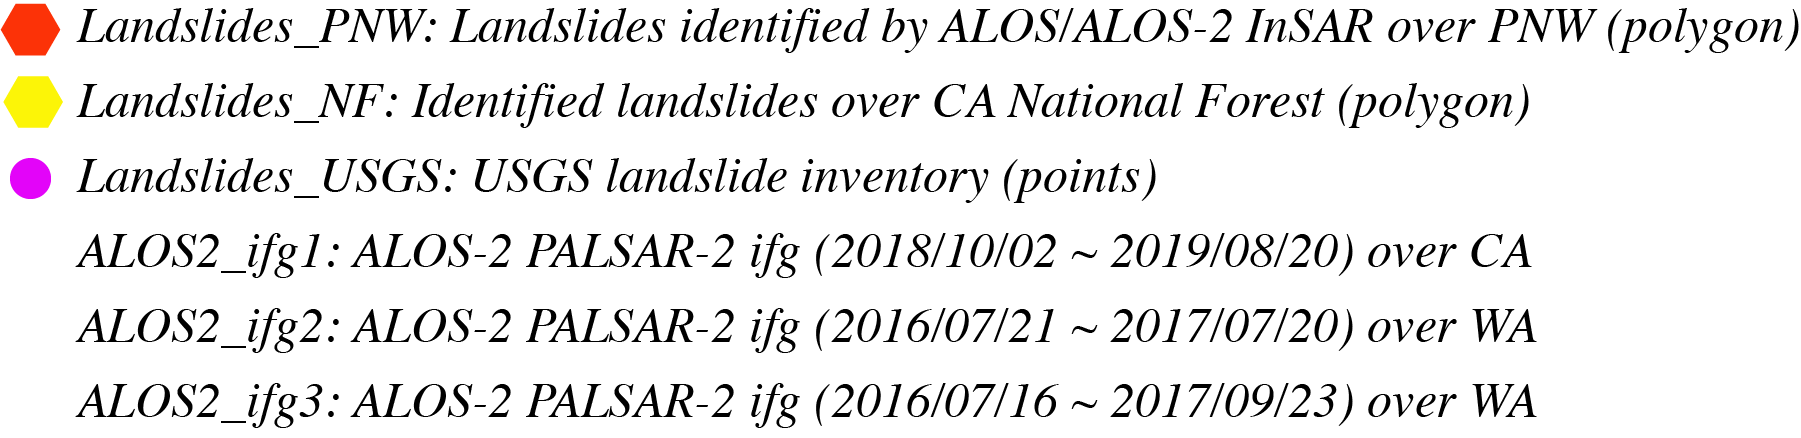 Landslides_PNW: Landslides identified by ALOS/ALOS-2 InSAR over PNW (polygon)
Landslides_NF: Identified landslides over CA National Forest (polygon)
Landslides_USGS: USGS landslide inventory (points)
ALOS2_ifg1: ALOS-2 PALSAR-2 ifg (2018/10/02 ~ 2019/08/20) over CA
ALOS2_ifg2: ALOS-2 PALSAR-2 ifg (2016/07/21 ~ 2017/07/20) over WA
ALOS2_ifg3: ALOS-2 PALSAR-2 ifg (2016/07/16 ~ 2017/09/23) over WA